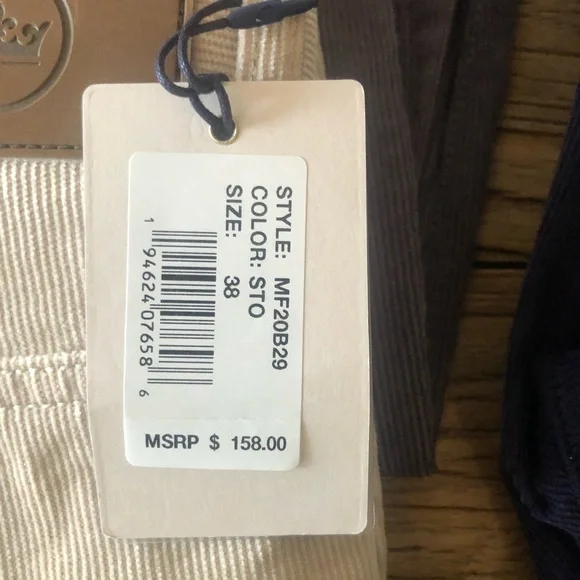 STYLE: MF20B29
COLOR: STO
SIZE: 38
1 94624 07658 6
MSRP $ 158.00